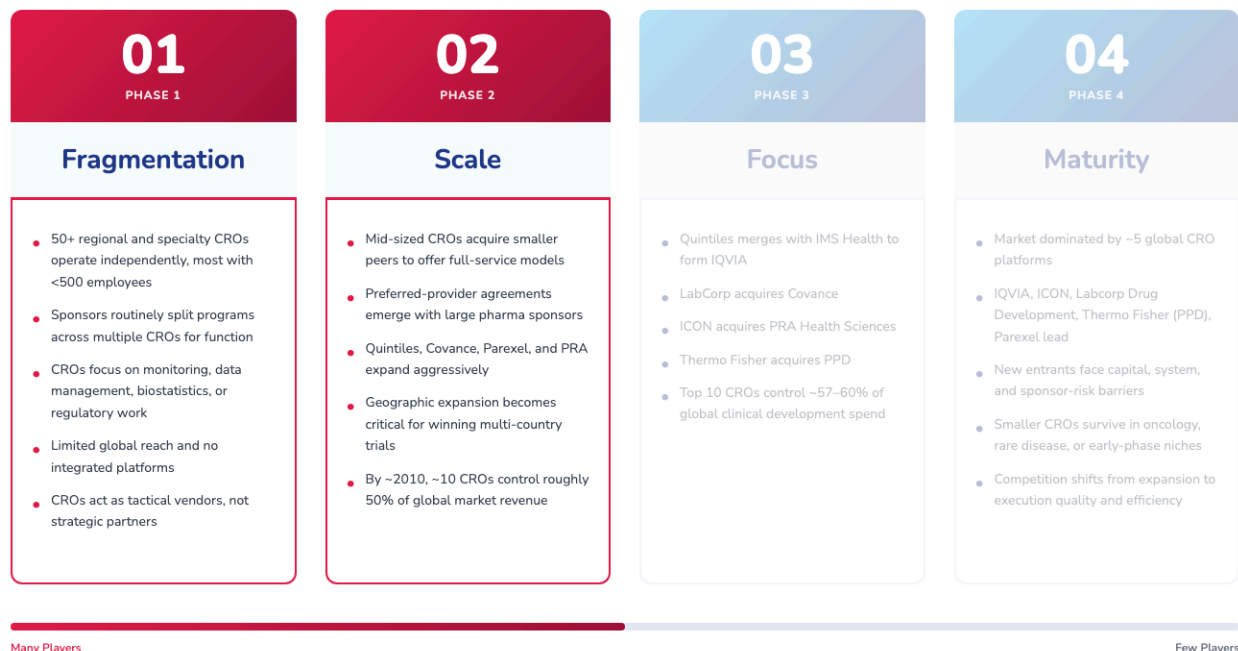 01
PHASE 1
Fragmentation
50+ regional and specialty CROs
operate independently, most with
<500 employees
Sponsors routinely split programs
across multiple CROs for function
CROs focus on monitoring, data
management, biostatistics, or
regulatory work
Limited global reach and no
integrated platforms
CROs act as tactical vendors, not
strategic partners
02
PHASE 2
Scale
Mid-sized CROs acquire smaller
peers to offer full-service models
Preferred-provider agreements
emerge with large pharma sponsors
Quintiles, Covance, Parexel, and PRA
expand aggressively
Geographic expansion becomes
critical for winning multi-country
trials
By ~2010, ~10 CROs control roughly
50% of global market revenue
03
PHASE 3
Focus
Quintiles merges with IMS Health to
form IQVIA
LabCorp acquires Covance
ICON acquires PRA Health Sciences
Thermo Fisher acquires PPD
Top 10 CROs control ~57–60% of
global clinical development spend
04
PHASE 4
Maturity
Market dominated by ~5 global CRO
platforms
IQVIA, ICON, Labcorp Drug
Development, Thermo Fisher (PPD),
Parexel lead
New entrants face capital, system,
and sponsor-risk barriers
Smaller CROs survive in oncology,
rare disease, or early-phase niches
Competition shifts from expansion to
execution quality and efficiency
Many Players
Few Players